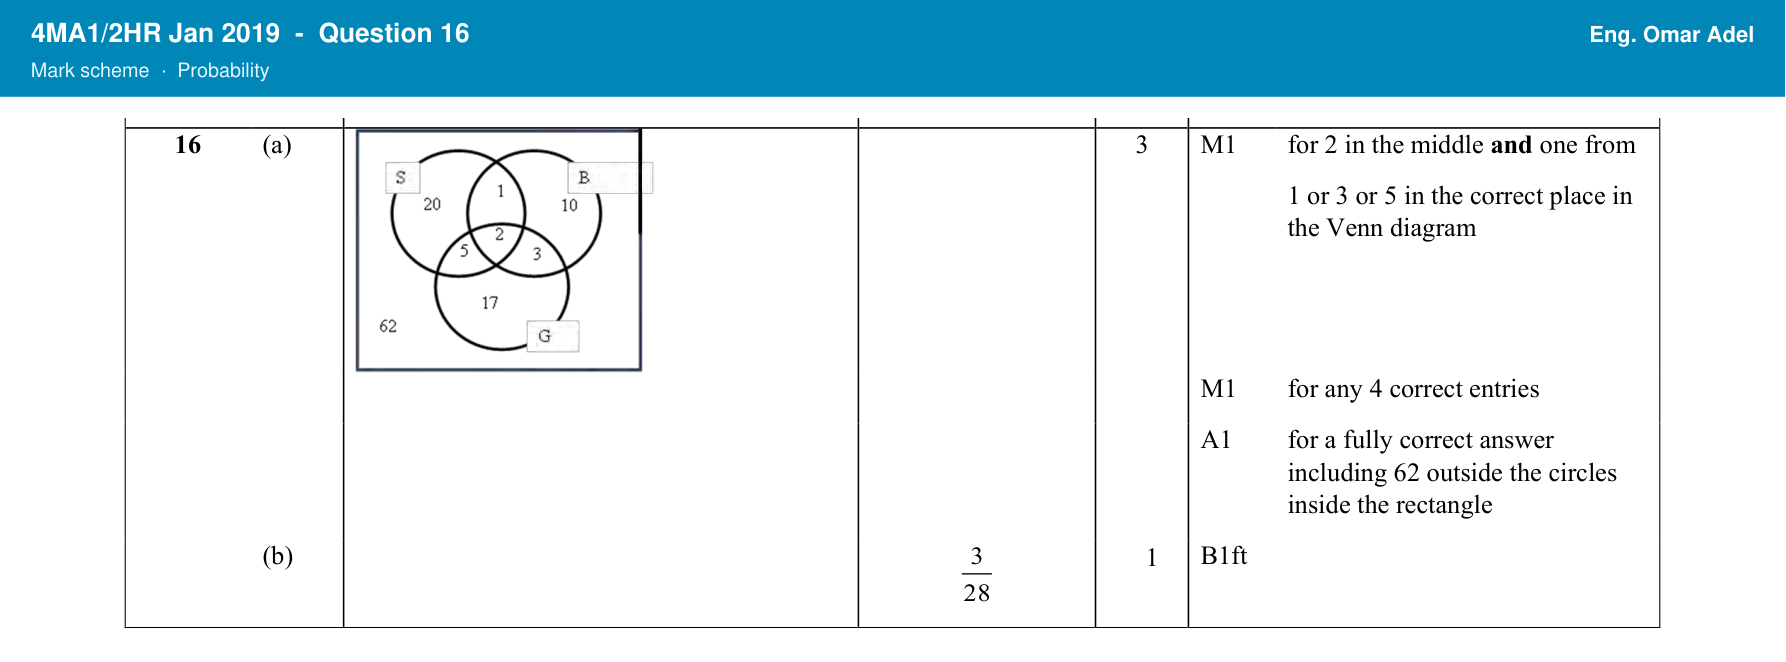 4MA1/2HR Jan 2019 - Question 16
Eng. Omar Adel
Mark scheme · Probability
16 (a)
S
B
20
1
10
2
5
3
17
62
G
3
M1 for 2 in the middle and one from
1 or 3 or 5 in the correct place in
the Venn diagram
M1 for any 4 correct entries
A1 for a fully correct answer
including 62 outside the circles
inside the rectangle
(b)
3
28
1
B1ft